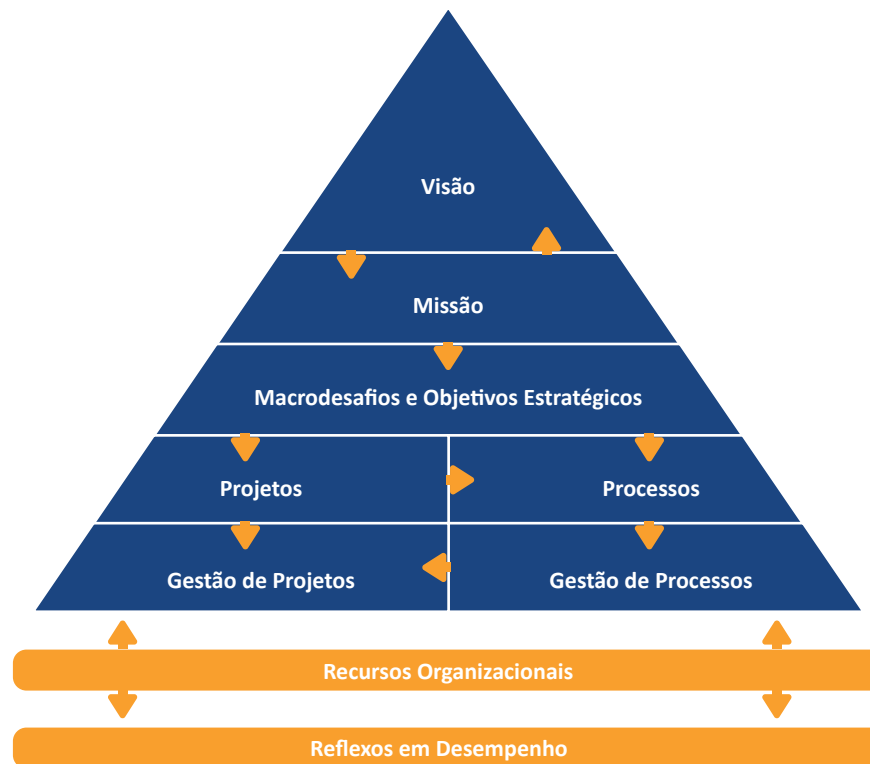 Visão
Missão
Macrodesafios e Objetivos Estratégicos
Projetos
Processos
Gestão de Projetos
Gestão de Processos
Recursos Organizacionais
Reflexos em Desempenho